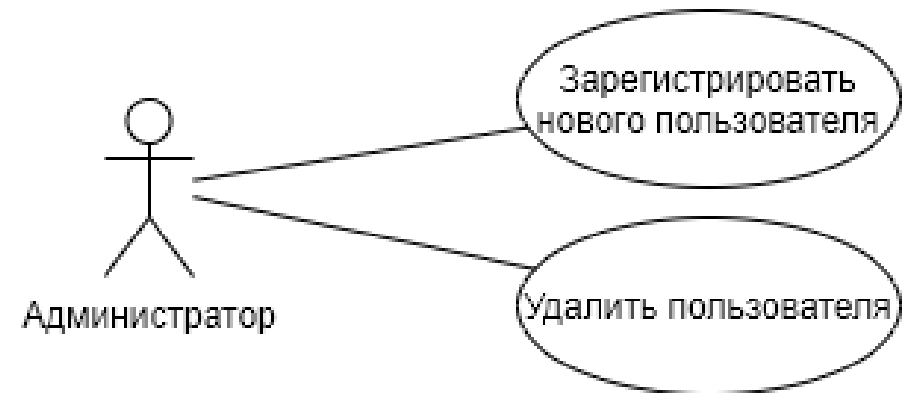 Зарегистрировать
нового пользователя
Администратор
Удалить пользователя